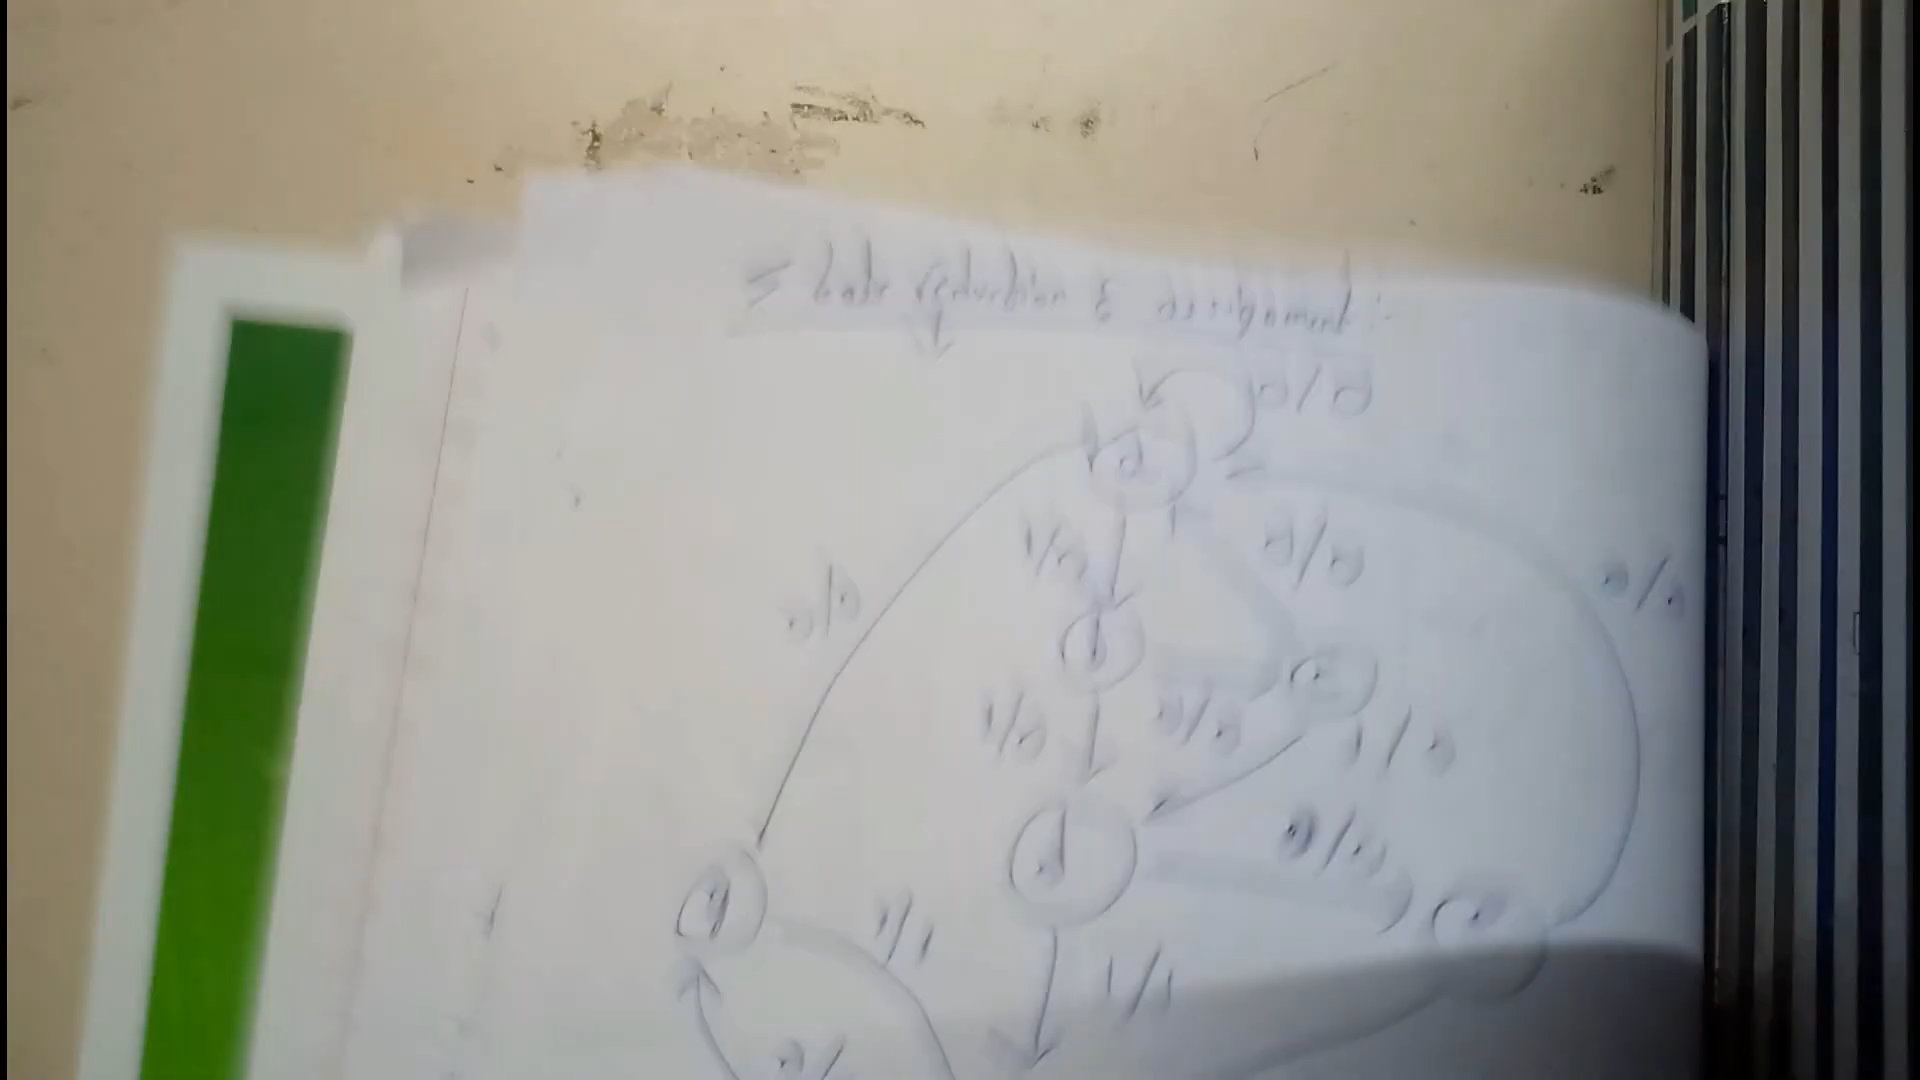 State reduction & assignment :-
0/0
a
1/0
0/0
0/0
0/0
b
c
1/0
0/0
1/0
d
0/0
g
1/1
e
1/1